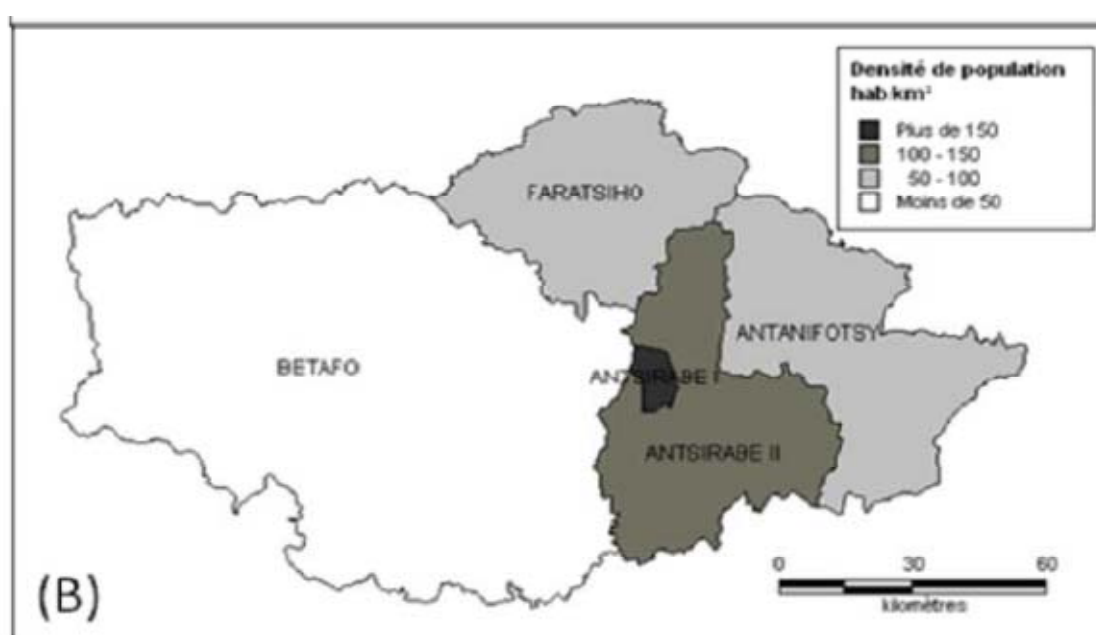 Densité de population
hab/km²
Plus de 150
100 - 150
50 - 100
Moins de 50
FARATSIHO
ANTANIFOTSY
BETAFO
ANTSIRABE I
ANTSIRABE II
(B)
0 30 60
kilomètres